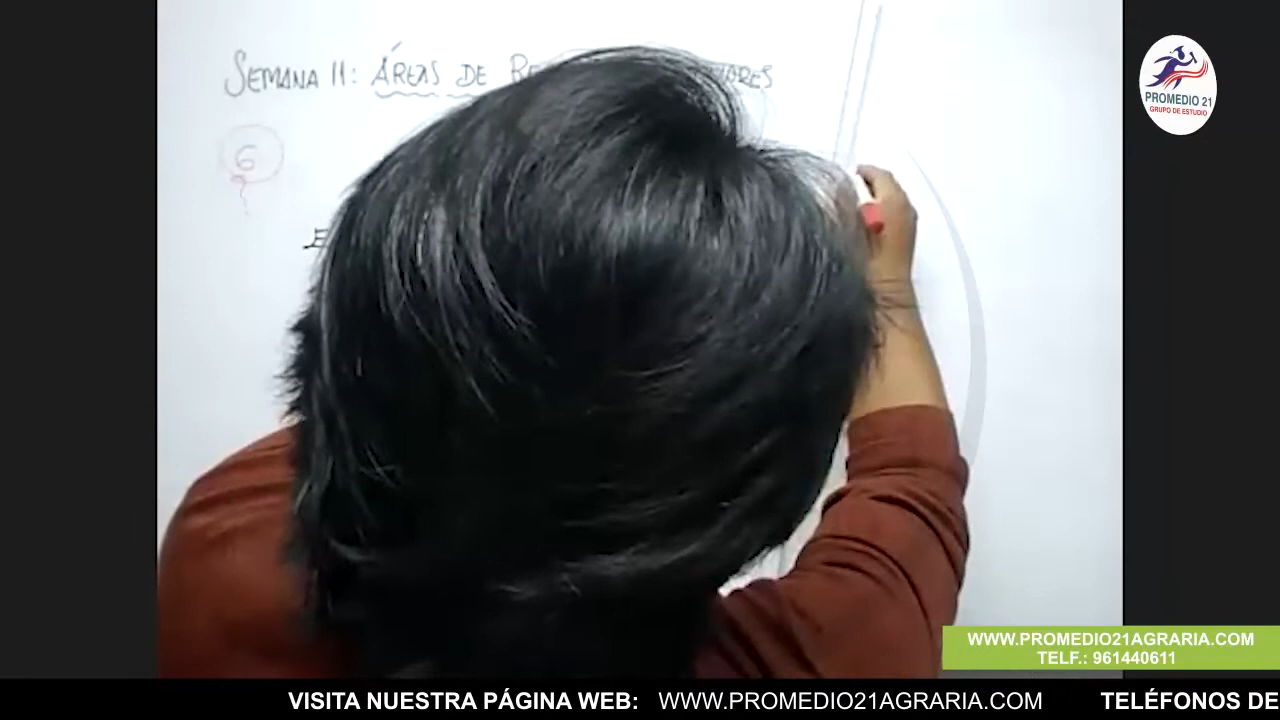 SEMANA 11: ÁREAS DE
6
PROMEDIO 21
GRUPO DE ESTUDIO
WWW.PROMEDIO21AGRARIA.COM
TELF.: 961440611
VISITA NUESTRA PÁGINA WEB: WWW.PROMEDIO21AGRARIA.COM TELÉFONOS DE